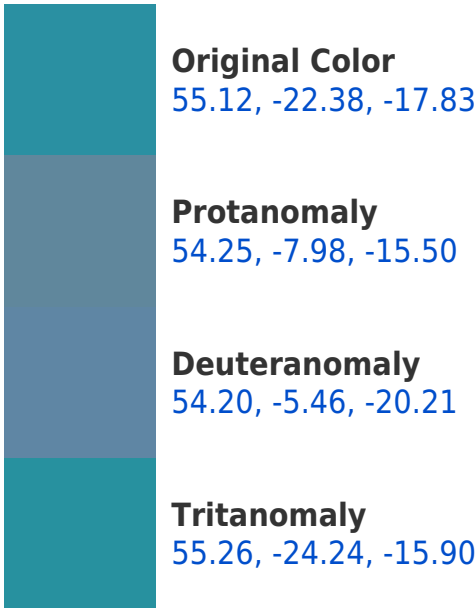 Original Color
55.12, -22.38, -17.83
Protanomaly
54.25, -7.98, -15.50
Deuteranomaly
54.20, -5.46, -20.21
Tritanomaly
55.26, -24.24, -15.90